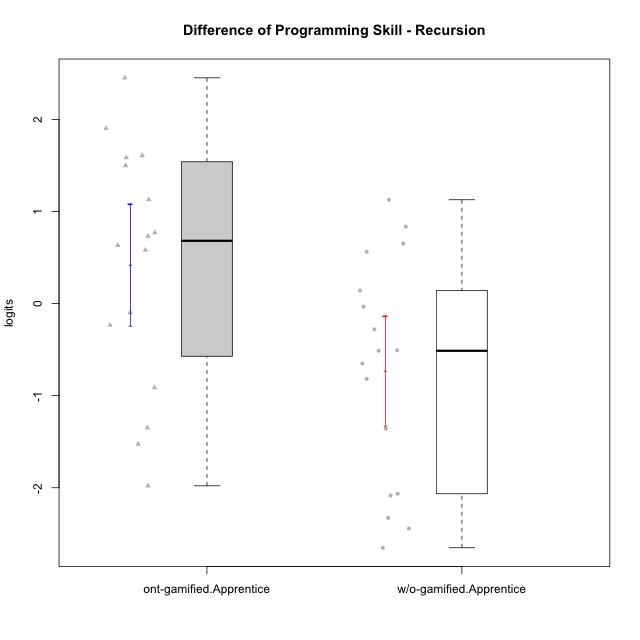 Difference of Programming Skill - Recursion
logits
2
1
0
-1
-2
ont-gamified.Apprentice
w/o-gamified.Apprentice